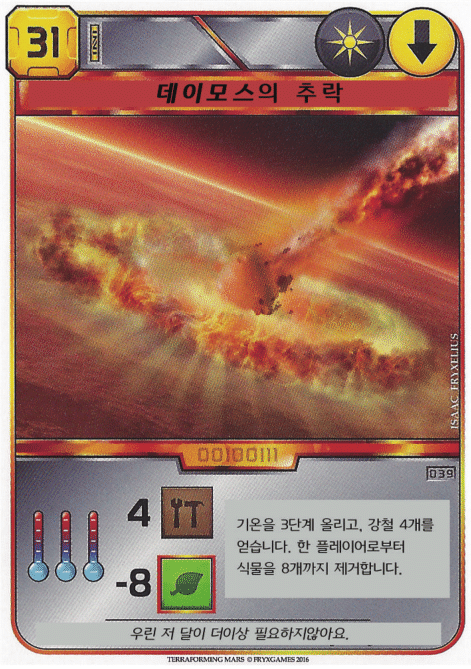 31
데이모스의 추락
ISAAC FRYXELIUS
00100111
039
4
기온을 3단계 올리고, 강철 4개를
얻습니다. 한 플레이어로부터
식물을 8개까지 제거합니다.
-8
우린 저 달이 더이상 필요하지않아요.
TERRAFORMING MARS © FRYXGAMES 2016